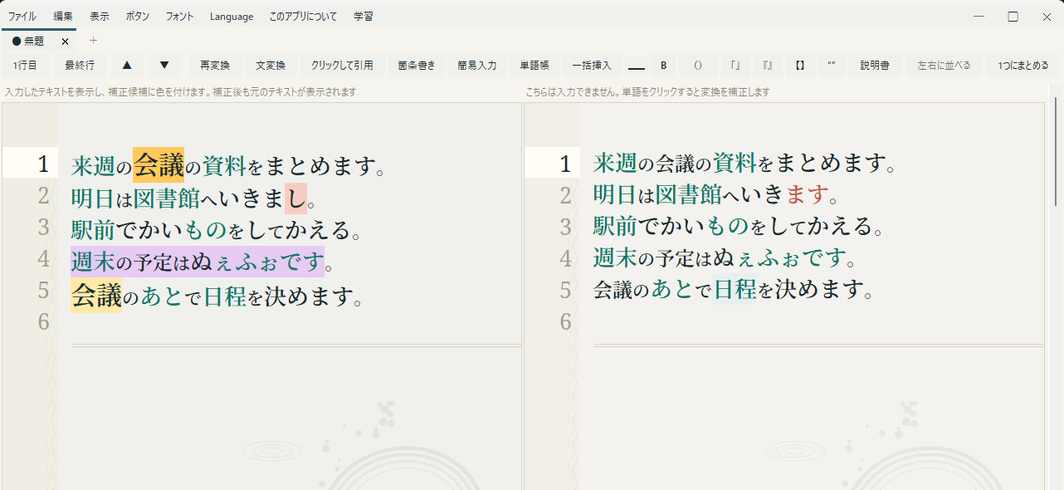 ファイル 編集 表示 ボタン フォント Language このアプリについて 学習
● 無題 × +
1行目 最終行 ▲ ▼ 再変換 文変換 クリックして引用 箇条書き 簡易入力 単語帳 一括挿入 B （） 「」 『』 【】 “” 説明書 左右に並べる 1つにまとめる
入力したテキストを表示し、補正候補に色を付けます。補正後も元のテキストが表示されます
1 来週の会議の資料をまとめます。
2 明日は図書館へいきまし。
3 駅前でかいものをしてかえる。
4 週末の予定はぬぇふぉです。
5 会議のあとで日程を決めます。
6
こちらは入力できません。単語をクリックすると変換を補正します
1 来週の会議の資料をまとめます。
2 明日は図書館へいきます。
3 駅前でかいものをしてかえる。
4 週末の予定はぬぇふぉです。
5 会議のあとで日程を決めます。
6